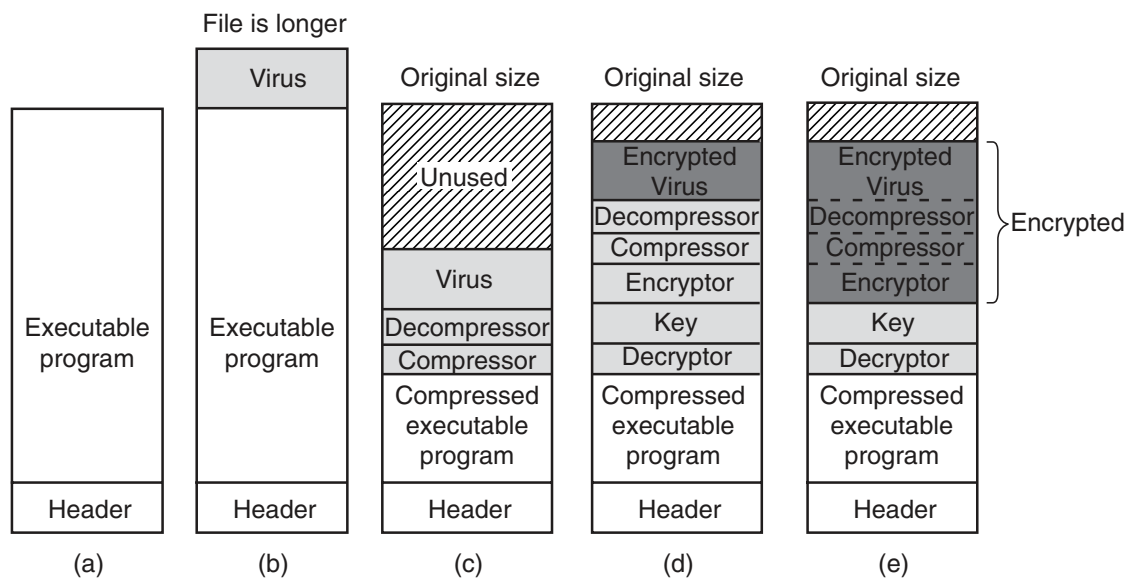 File is longer
Virus
Executable
program
Header
(a)
Executable
program
Header
(b)
Original size
Unused
Virus
Decompressor
Compressor
Compressed
executable
program
Header
(c)
Original size
Encrypted
Virus
Decompressor
Compressor
Encryptor
Key
Decryptor
Compressed
executable
program
Header
(d)
Original size
Encrypted
Virus
Decompressor
Compressor
Encryptor
Key
Decryptor
Compressed
executable
program
Header
(e)
Encrypted